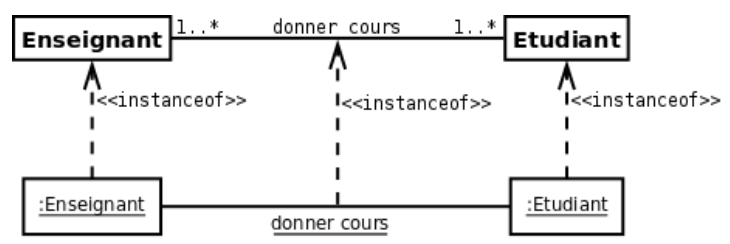 Enseignant 1..* donner cours 1..* Etudiant
<<instanceof>> <<instanceof>> <<instanceof>>
:Enseignant :Etudiant
donner cours